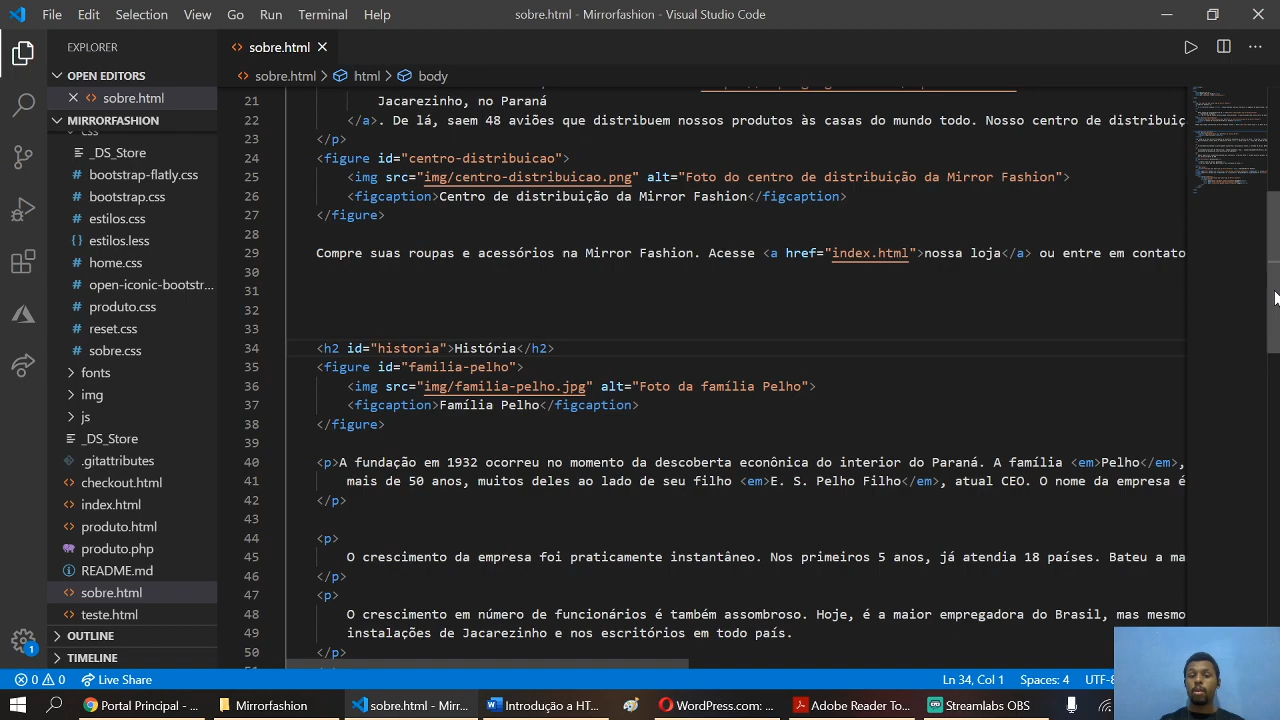 File Edit Selection View Go Run Terminal Help
sobre.html - Mirrorfashion - Visual Studio Code
EXPLORER
sobre.html
OPEN EDITORS
sobre.html
sobre.html html body
MIRRORFASHION
css
_DS_Store
bootstrap-flatly.css
bootstrap.css
estilos.css
estilos.less
home.css
open-iconic-bootstr...
produto.css
reset.css
sobre.css
fonts
img
js
_DS_Store
.gitattributes
checkout.html
index.html
produto.html
produto.php
README.md
sobre.html
teste.html
OUTLINE
TIMELINE
21 Jacarezinho, no Paraná
22 </a>. De lá, saem 48 que distribuem nossos produtos às casas do mundo Nosso centro de distribuiç
23 </p>
24 <figure id="centro-distribuicao">
25 <img src="img/centro-distribuicao.png" alt="Foto do centro de distribuição da Mirror Fashion">
26 <figcaption>Centro de distribuição da Mirror Fashion</figcaption>
27 </figure>
28
29 Compre suas roupas e acessórios na Mirror Fashion. Acesse <a href="index.html">nossa loja</a> ou entre em contato
30
31
32
33
34 <h2 id="historia">História</h2>
35 <figure id="familia-pelho">
36 <img src="img/familia-pelho.jpg" alt="Foto da família Pelho">
37 <figcaption>Família Pelho</figcaption>
38 </figure>
39
40 <p>A fundação em 1932 ocorreu no momento da descoberta econônica do interior do Paraná. A família <em>Pelho</em>,
41 mais de 50 anos, muitos deles ao lado de seu filho <em>E. S. Pelho Filho</em>, atual CEO. O nome da empresa é
42 </p>
43
44 <p>
45 O crescimento da empresa foi praticamente instantâneo. Nos primeiros 5 anos, já atendia 18 países. Bateu a ma
46 </p>
47 <p>
48 O crescimento em número de funcionários é também assombroso. Hoje, é a maior empregadora do Brasil, mas mesmo
49 instalações de Jacarezinho e nos escritórios em todo país.
50 </p>
0 0 Live Share
Ln 34, Col 1 Spaces: 4 UTF-8
1
Portal Principal - ... Mirrorfashion sobre.html - Mirr... Introdução a HT... WordPress.com: ... Adobe Reader To... Streamlabs OBS